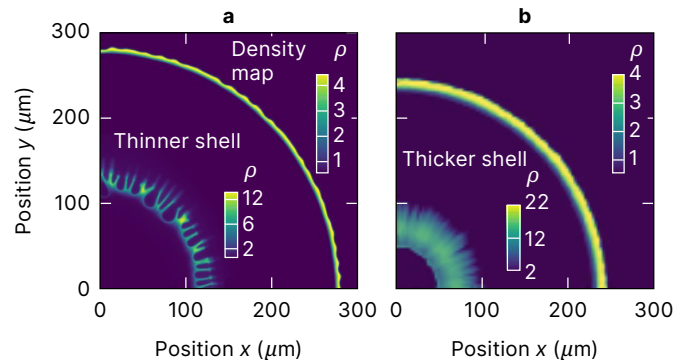 a
b
300
200
100
0
Position y (μm)
Density
map
ρ
4
3
2
1
Thinner shell
ρ
12
6
2
ρ
4
3
2
1
Thicker shell
ρ
22
12
2
0
100
200
300
0
100
200
300
Position x (μm)
Position x (μm)